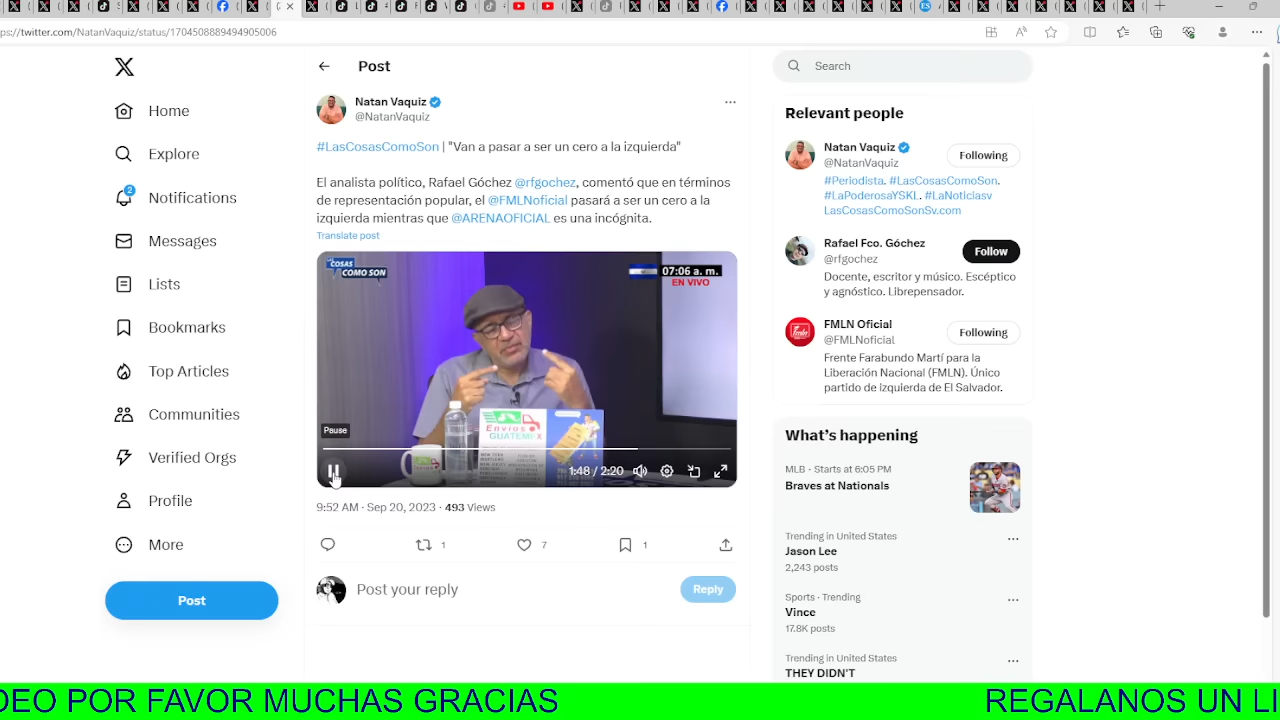 ps://twitter.com/NatanVaquiz/status/1704508889494905006
Home
Explore
2
Notifications
Messages
Lists
Bookmarks
Top Articles
Communities
Verified Orgs
Profile
More
Post
Post
Natan Vaquiz
@NatanVaquiz
#LasCosasComoSon | "Van a pasar a ser un cero a la izquierda"
El analista político, Rafael Góchez @rfgochez, comentó que en términos
de representación popular, el @FMLNoficial pasará a ser un cero a la
izquierda mientras que @ARENAOFICIAL es una incógnita.
Translate post
COSAS
COMO SON
07:06 a. m.
EN VIVO
Envíos
GUATEMEX
Pause
1:48 / 2:20
9:52 AM · Sep 20, 2023 · 493 Views
1
7
1
Post your reply
Reply
Search
Relevant people
Natan Vaquiz
@NatanVaquiz
Following
#Periodista. #LasCosasComoSon.
#LaPoderosaYSKL. #LaNoticiasv
LasCosasComoSonSv.com
Rafael Fco. Góchez
@rfgochez
Follow
Docente, escritor y músico. Escéptico
y agnóstico. Librepensador.
FMLN Oficial
@FMLNoficial
Following
Frente Farabundo Martí para la
Liberación Nacional (FMLN). Único
partido de izquierda de El Salvador.
What's happening
MLB · Starts at 6:05 PM
Braves at Nationals
Trending in United States
Jason Lee
2,243 posts
Sports · Trending
Vince
17.8K posts
Trending in United States
THEY DIDN'T
DEO POR FAVOR MUCHAS GRACIAS REGALANOS UN LI